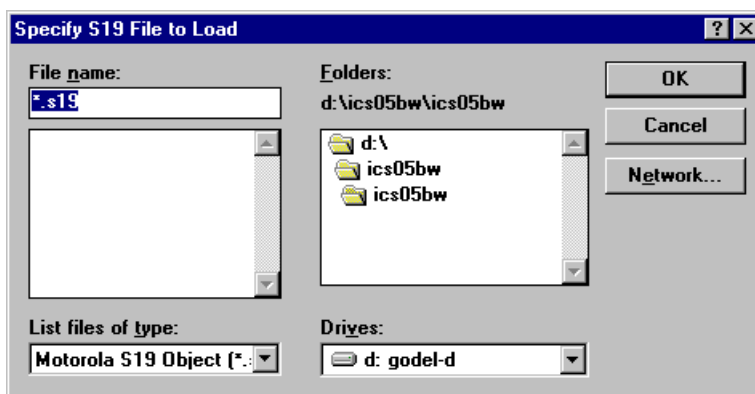 Specify S19 File to Load
File name:
*.s19
Folders:
d:\ics05bw\ics05bw
d:\
ics05bw
ics05bw
OK
Cancel
Network...
List files of type:
Motorola S19 Object (*.s
Drives:
d: godel-d